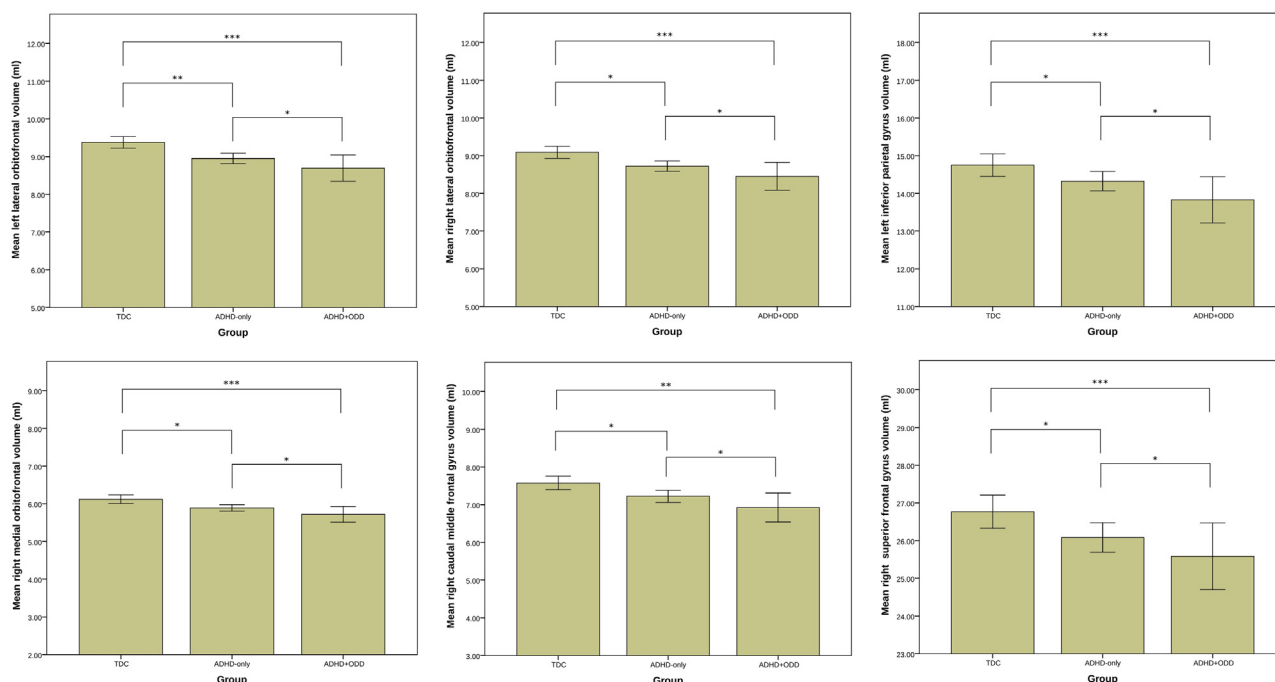 Mean left lateral orbitofrontal volume (ml)
12.00
11.00
10.00
9.00
8.00
7.00
6.00
5.00
***
**
*
TDC
ADHD-only
ADHD+ODD
Group
Mean rirght lateral orbitofrontal volume (ml)
12.00
11.00
10.00
9.00
8.00
7.00
6.00
5.00
***
*
*
TDC
ADHD-only
ADHD+ODD
Group
Mean left inferior parietal gyrus volume (ml)
18.00
17.00
16.00
15.00
14.00
13.00
12.00
11.00
***
*
*
TDC
ADHD-only
ADHD+ODD
Group
Mean right medial orbitofrontal volume (ml)
9.00
8.00
7.00
6.00
5.00
4.00
3.00
2.00
***
*
*
TDC
ADHD-only
ADHD+ODD
Group
Mean right caudal middle frontal gyrus volume (ml)
10.00
9.00
8.00
7.00
6.00
5.00
4.00
3.00
**
*
*
TDC
ADHD-only
ADHD+ODD
Group
Mean right superior frontal gyrus volume (ml)
30.00
29.00
28.00
27.00
26.00
25.00
24.00
23.00
***
*
*
TDC
ADHD-only
ADHD+ODD
Group